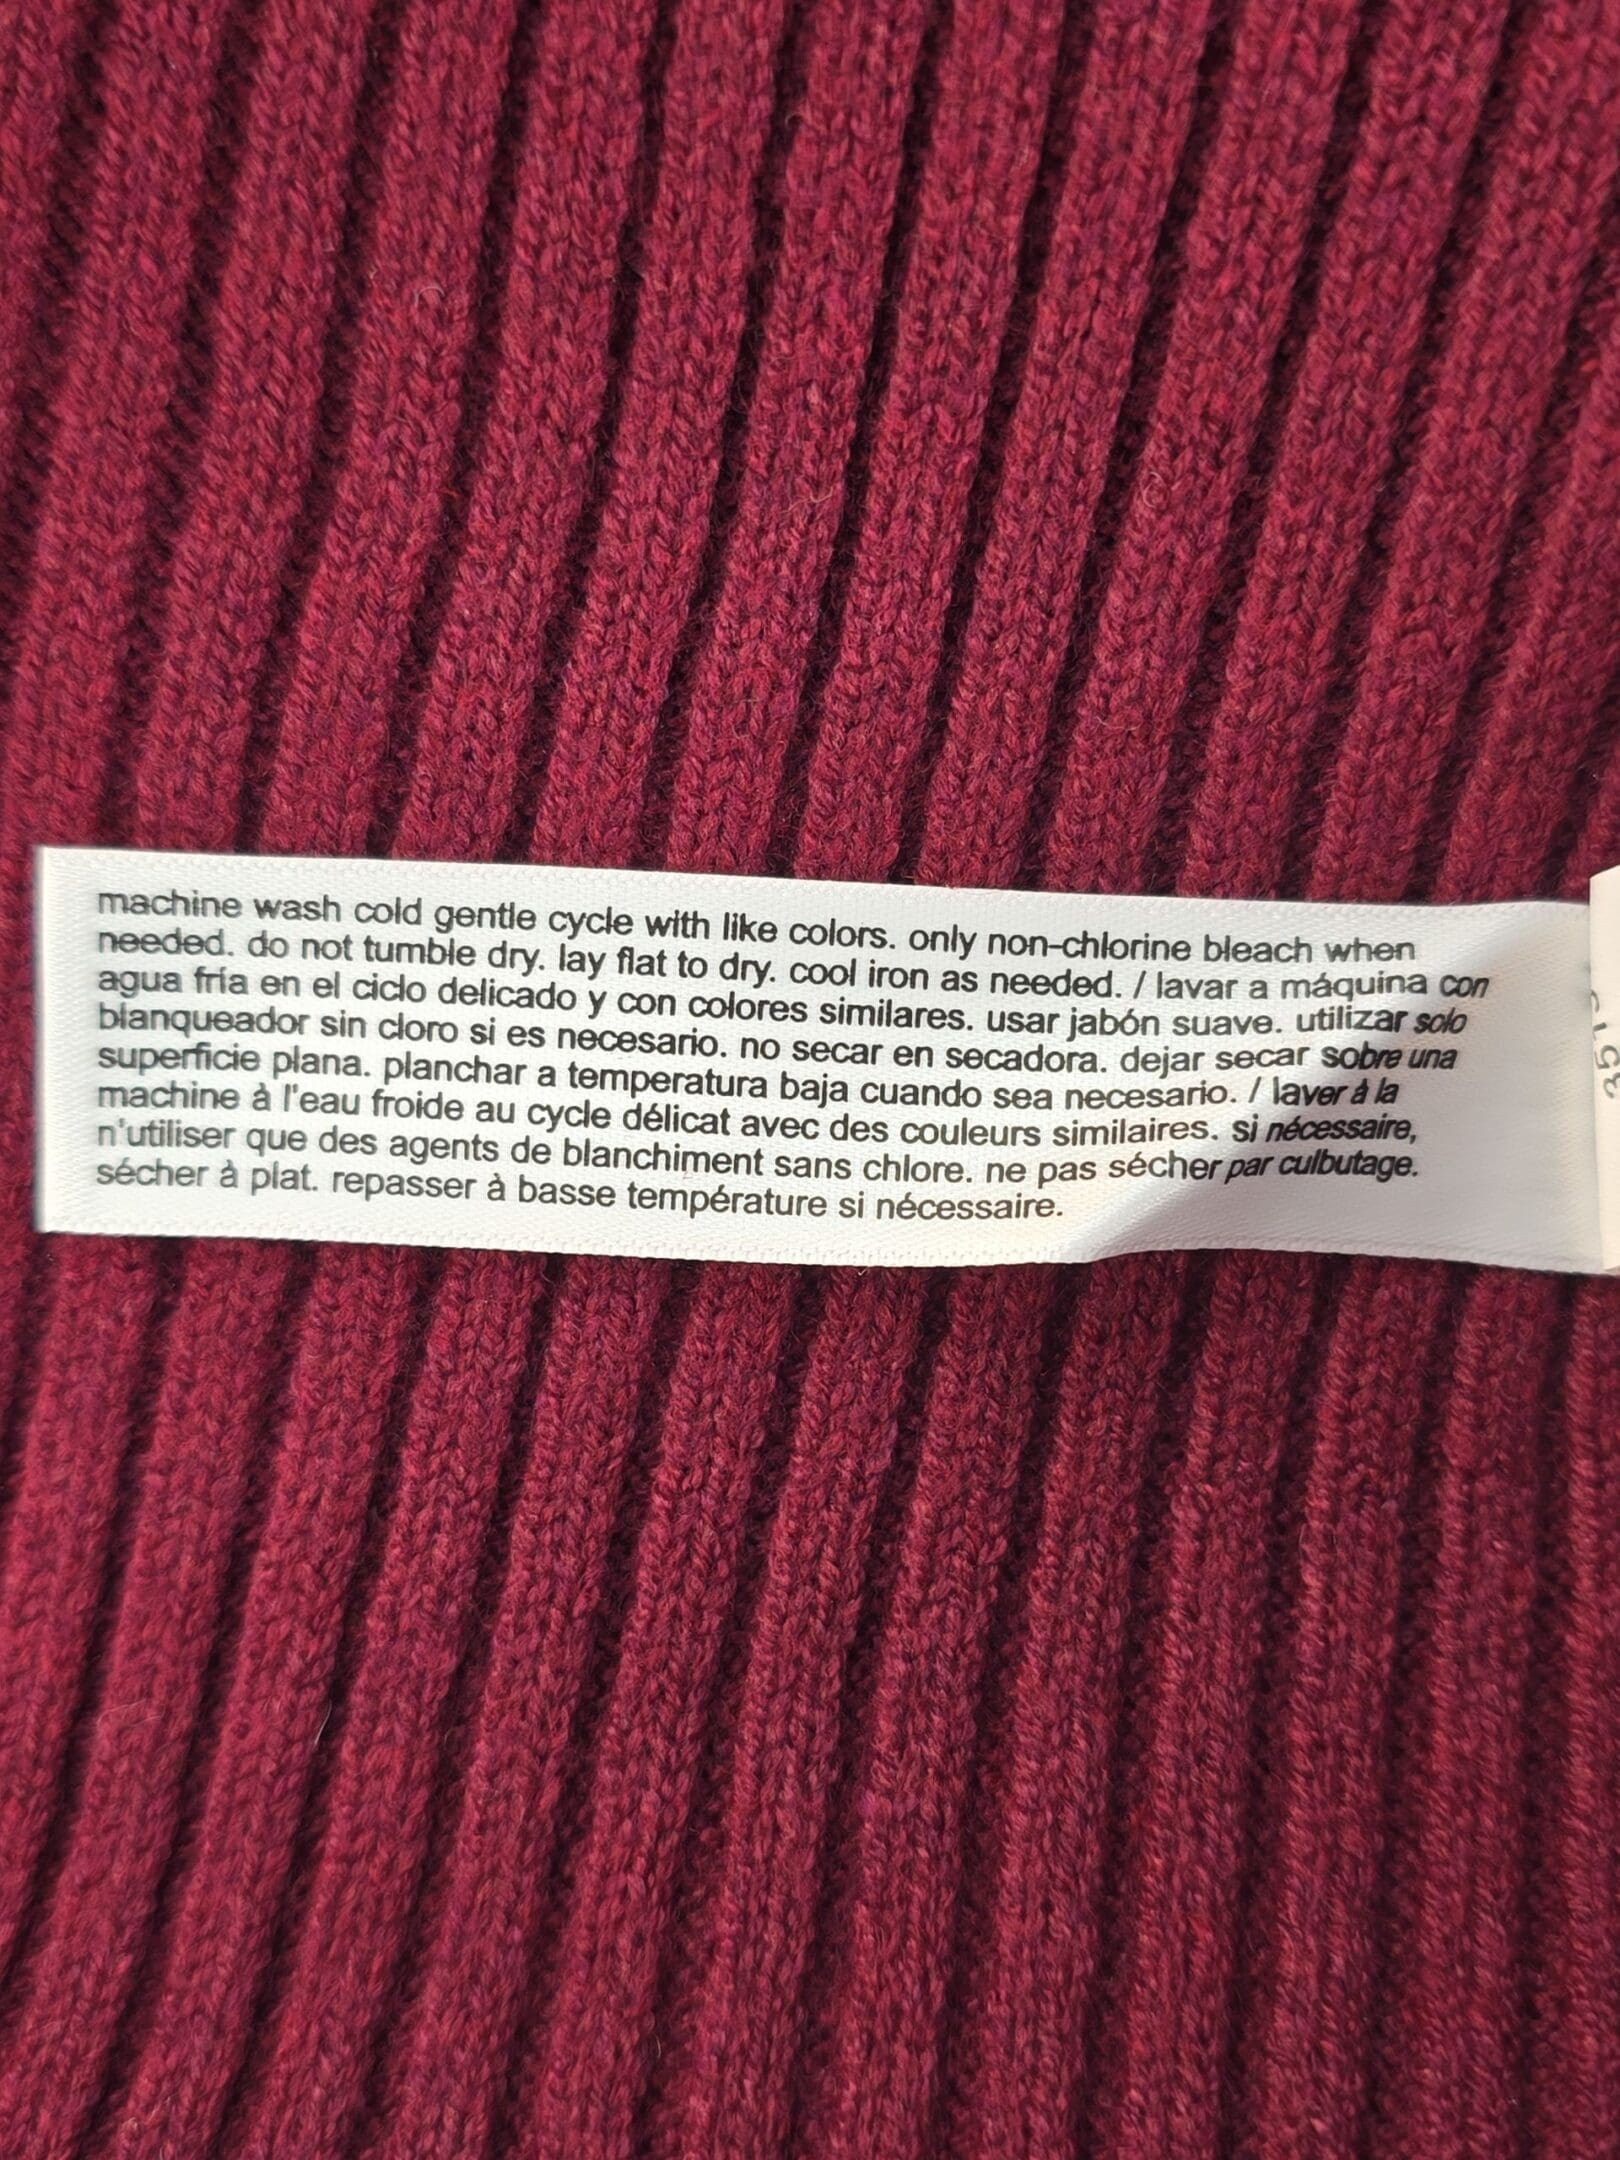 machine wash cold gentle cycle with like colors. only non-chlorine bleach when
needed. do not tumble dry. lay flat to dry. cool iron as needed. / lavar a máquina con
agua fría en el ciclo delicado y con colores similares. usar jabón suave. utilizar solo
blanqueador sin cloro si es necesario. no secar en secadora. dejar secar sobre una
superficie plana. planchar a temperatura baja cuando sea necesario. / laver à la
machine à l'eau froide au cycle délicat avec des couleurs similaires. si nécessaire,
n'utiliser que des agents de blanchiment sans chlore. ne pas sécher par culbutage.
sécher à plat. repasser à basse température si nécessaire.